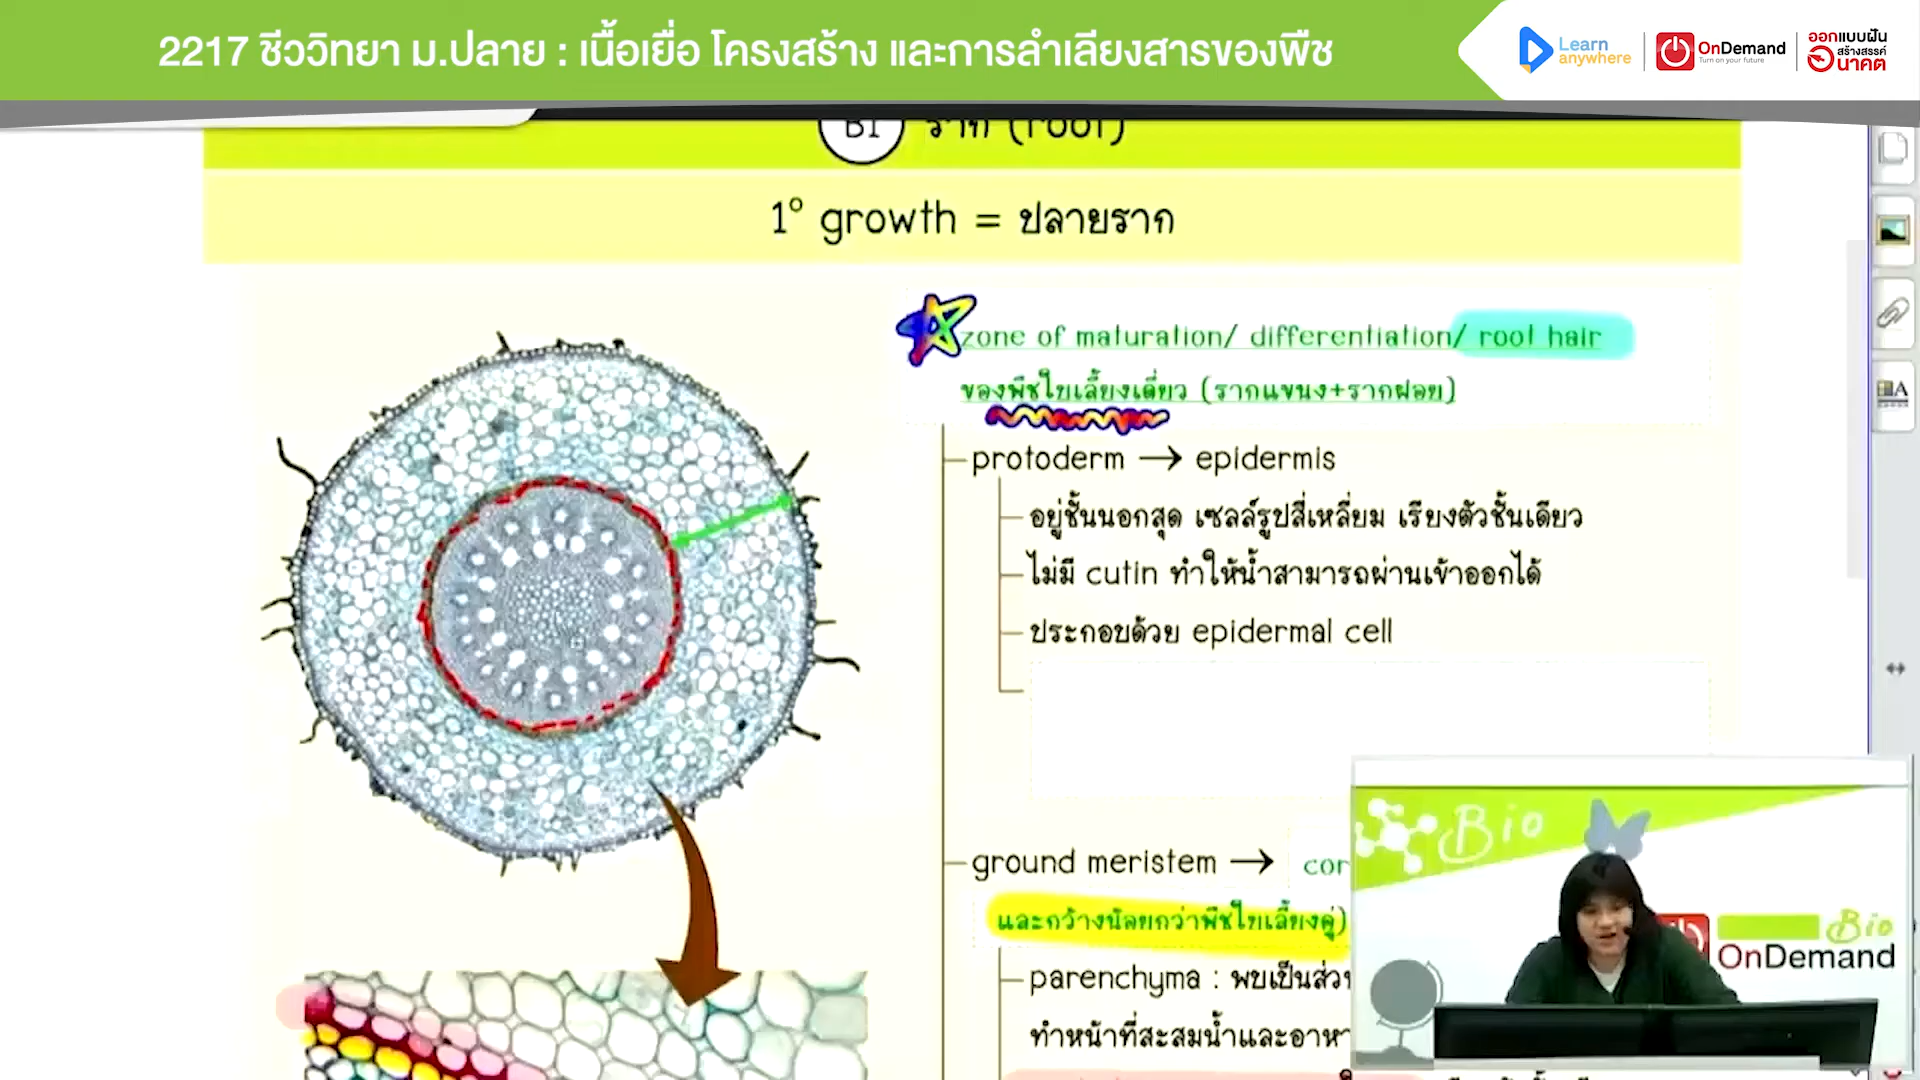 2217 ชีววิทยา ม.ปลาย : เนื้อเยื่อ โครงสร้าง และการลำเลียงสารของพืช
Learn anywhere
OnDemand
Turn on your future
ออกแบบฝัน
สร้างสรรค์
อนาคต
B1 ราก (root)
1° growth = ปลายราก
zone of maturation/ differentiation/ root hair
ของพืชใบเลี้ยงเดี่ยว (รากแขนง+รากฝอย)
protoderm → epidermis
อยู่ชั้นนอกสุด เซลล์รูปสี่เหลี่ยม เรียงตัวชั้นเดียว
ไม่มี cutin ทำให้น้ำสามารถผ่านเข้าออกได้
ประกอบด้วย epidermal cell
ground meristem → cor
และกว้างน้อยกว่าพืชใบเลี้ยงคู่)
parenchyma : พบเป็นส่ว
ทำหน้าที่สะสมน้ำและอาหา
Bio
Bio
OnDemand